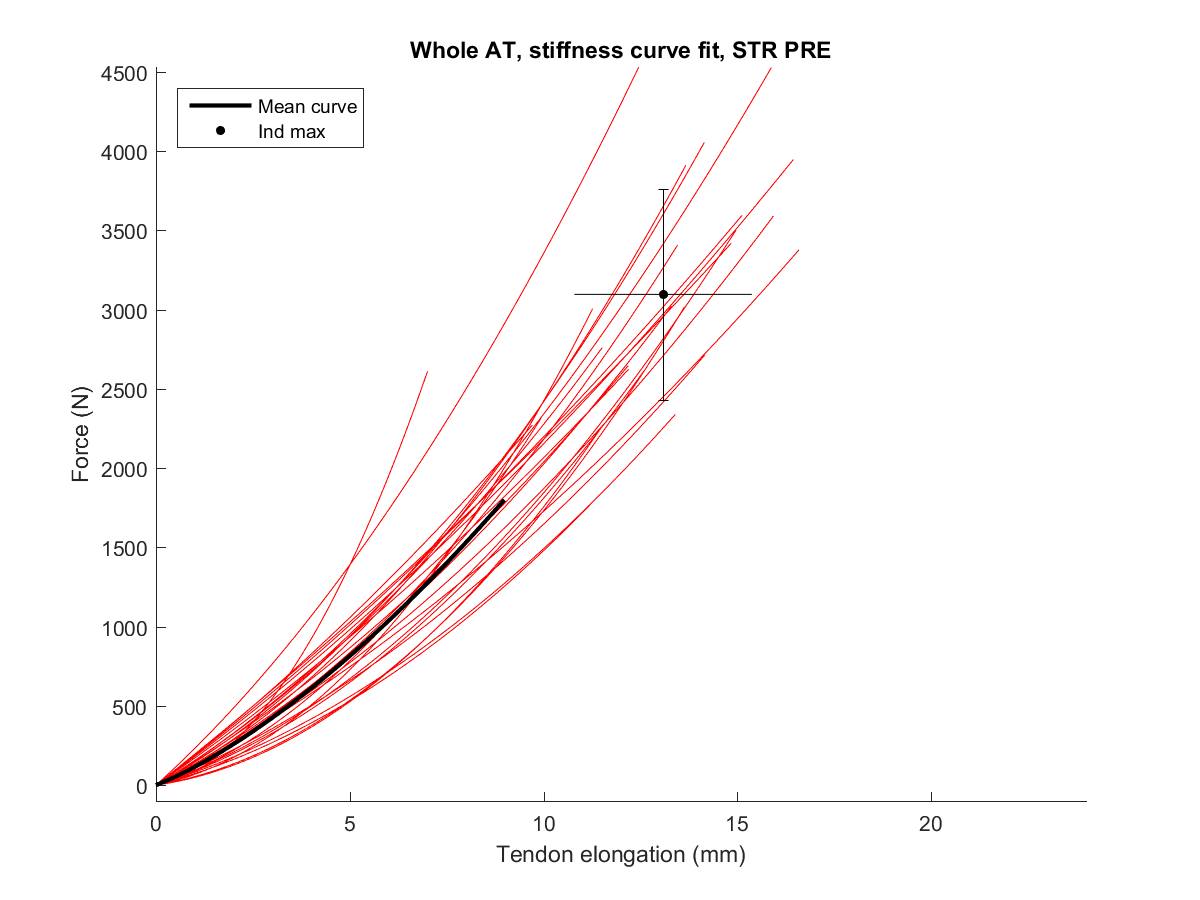 Whole AT, stiffness curve fit, STR PRE
4500
4000
3500
3000
2500
2000
1500
1000
500
0
Force (N)
Mean curve
Ind max
0 5 10 15 20
Tendon elongation (mm)